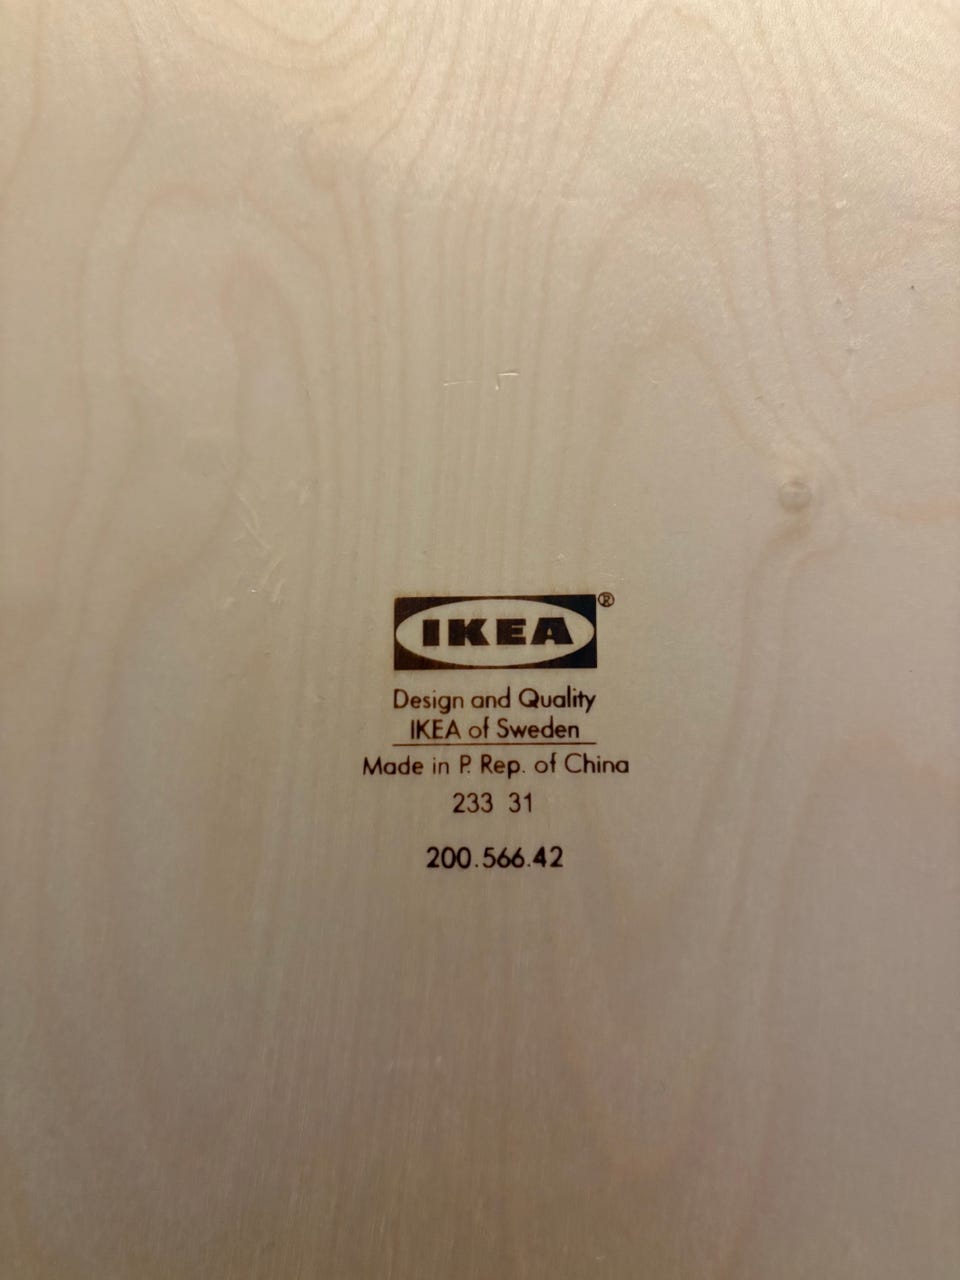 IKEA®
Design and Quality
IKEA of Sweden
Made in P. Rep. of China
233 31
200.566.42